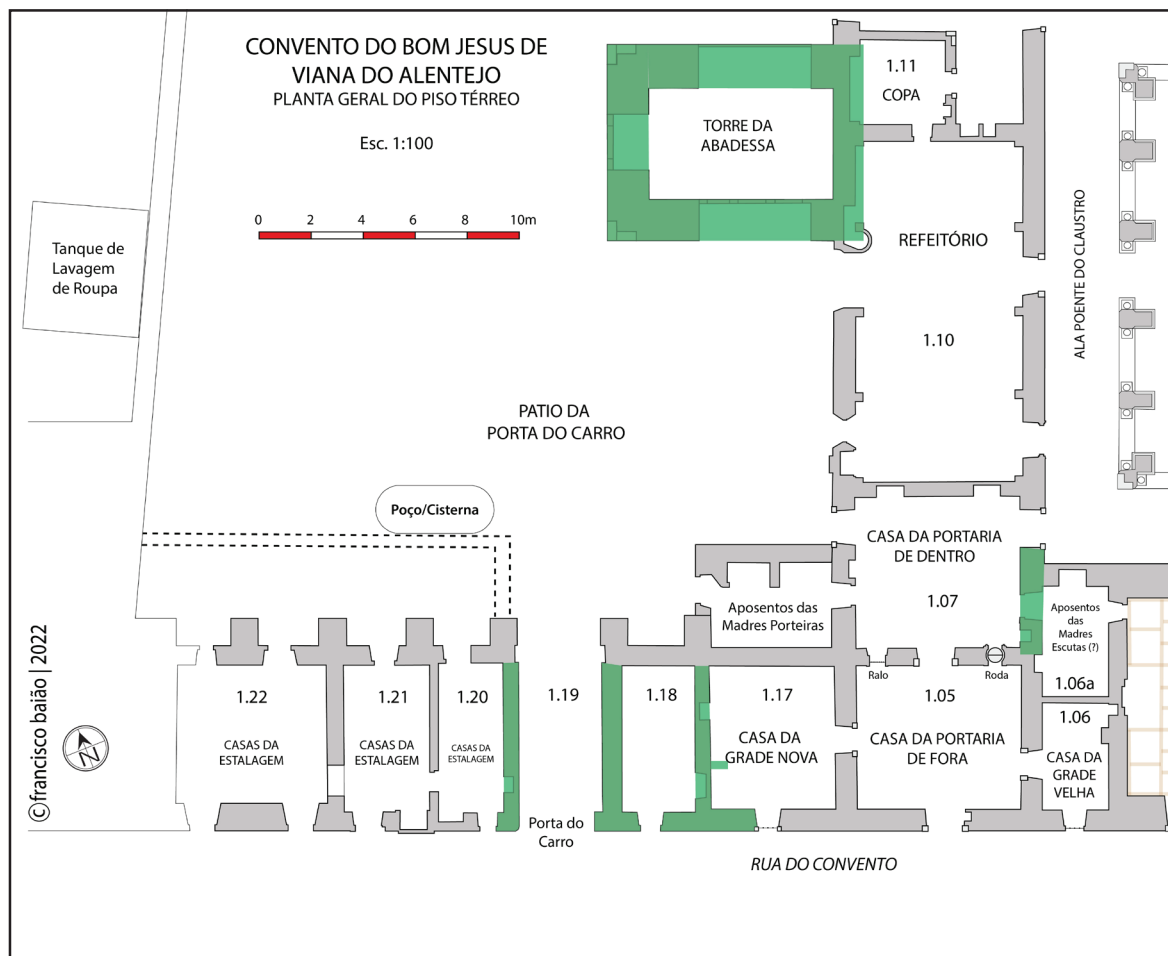 CONVENTO DO BOM JESUS DE
VIANA DO ALENTEJO
PLANTA GERAL DO PISO TÉRREO
Esc. 1:100
0 2 4 6 8 10m
Tanque de
Lavagem
de Roupa
TORRE DA
ABADESSA
1.11
COPA
REFEITÓRIO
1.10
ALA POENTE DO CLAUSTRO
PATIO DA
PORTA DO CARRO
Poço/Cisterna
CASA DA PORTARIA
DE DENTRO
1.07
Aposentos das
Madres Porteiras
Aposentos
das
Madres
Escutas (?)
1.06a
Ralo
Roda
1.22
CASAS DA
ESTALAGEM
1.21
CASAS DA
ESTALAGEM
1.20
CASAS DA
ESTALAGEM
1.19
1.18
1.17
CASA DA
GRADE NOVA
1.05
CASA DA PORTARIA
DE FORA
1.06
CASA DA
GRADE
VELHA
Porta do
Carro
RUA DO CONVENTO
N
©francisco baião | 2022